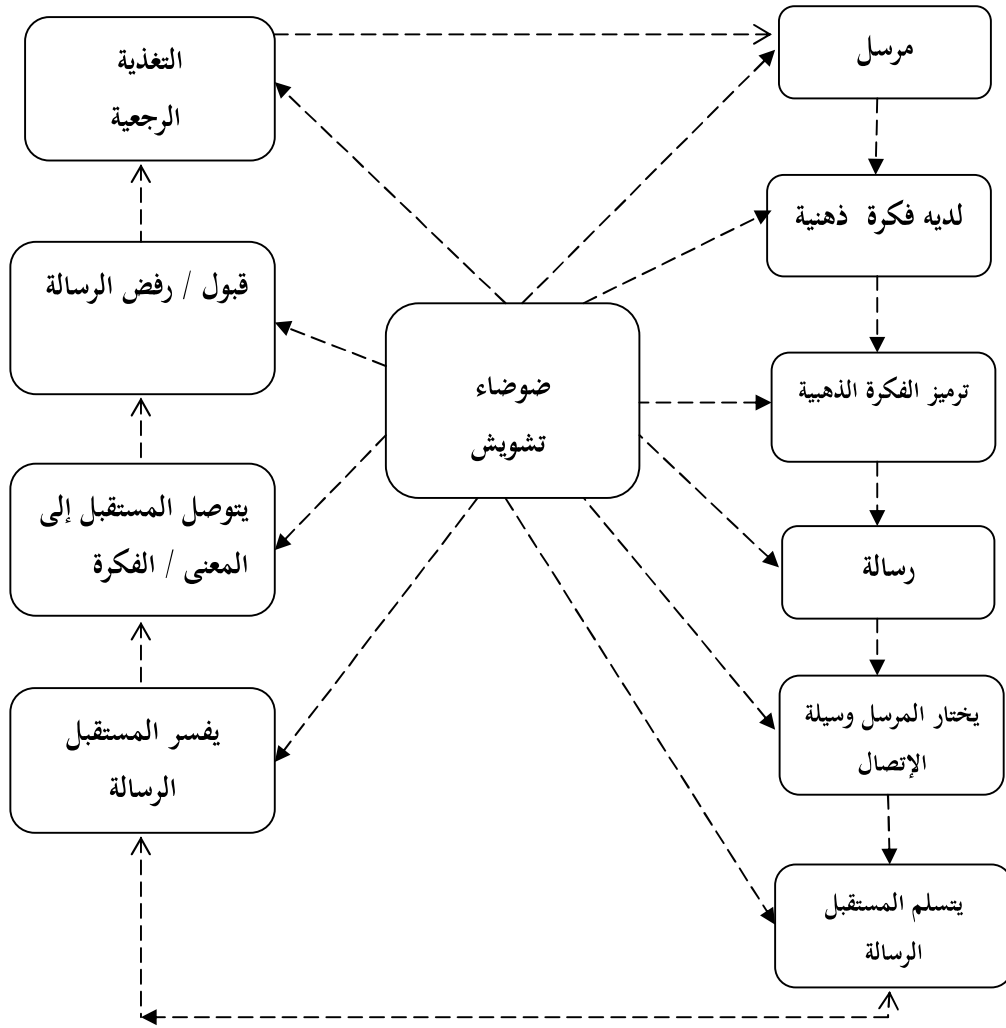 مرسل
لديه فكرة ذهنية
ترميز الفكرة الذهبية
رسالة
يختار المرسل وسيلة
الإتصال
يتسلم المستقبل
الرسالة
يفسر المستقبل
الرسالة
يتوصل المستقبل إلى
المعنى / الفكرة
قبول / رفض الرسالة
التغذية
الرجعية
ضوضاء
تشويش